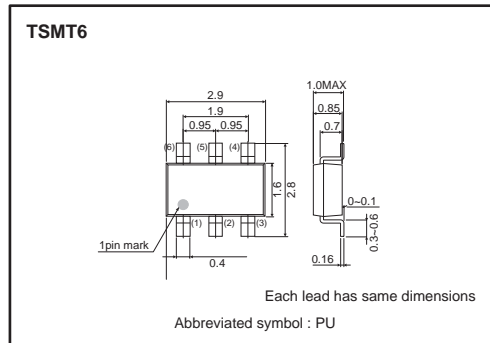 TSMT6
1.0MAX
2.9
0.85
1.9
0.7
0.95 0.95
(6) (5) (4)
1.6
2.8
0~0.1
0.3~0.6
(1) (2) (3)
1pin mark
0.4
0.16
Each lead has same dimensions
Abbreviated symbol : PU